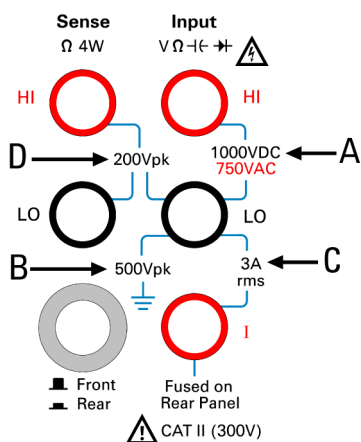 Sense Input
Ω 4W VΩ
HI HI
D 200Vpk 1000VDC A
750VAC
LO LO
B 500Vpk 3A C
rms
I
Front Fused on
Rear Rear Panel
CAT II (300V)